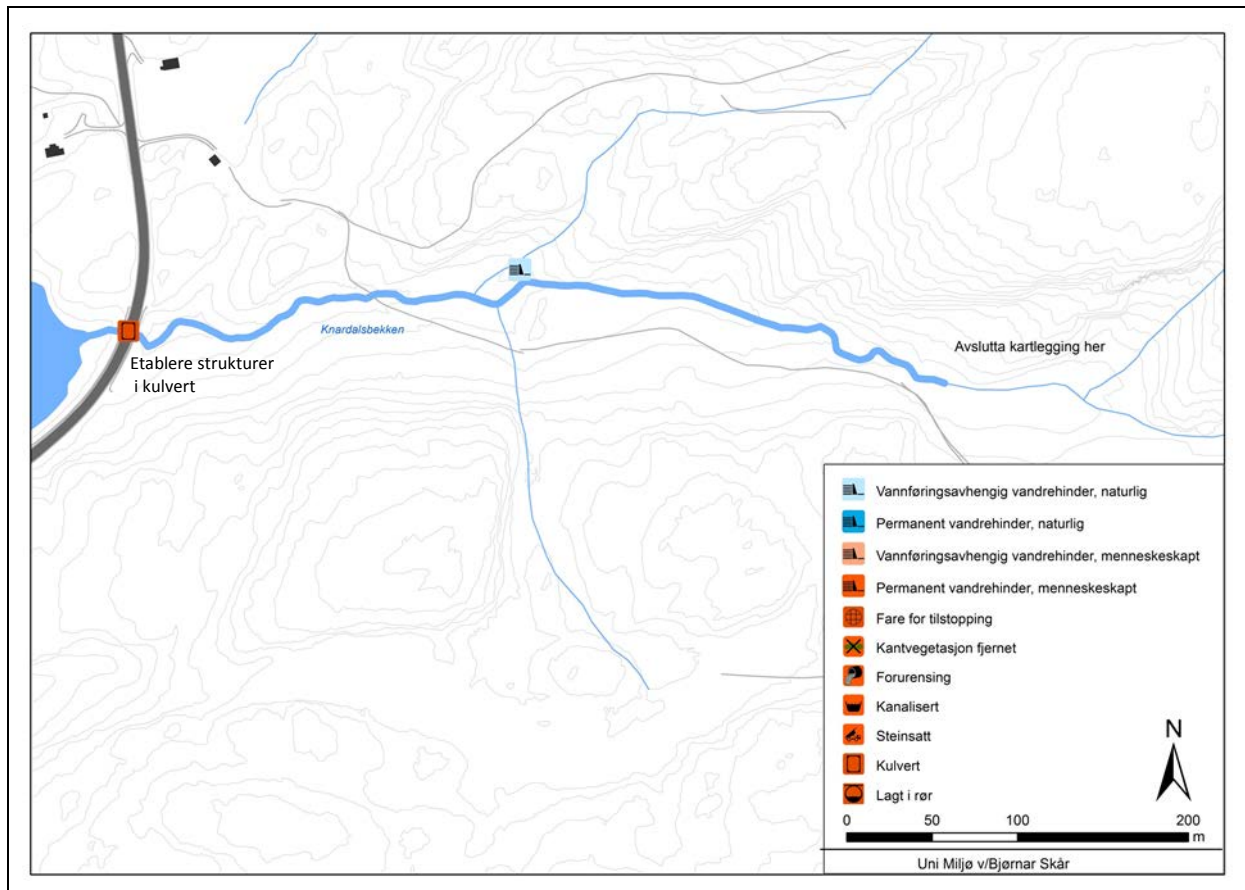 Knardalsbekken
Etablere strukturer
i kulvert
Avslutta kartlegging her
Vannføringsavhengig vandrehinder, naturlig
Permanent vandrehinder, naturlig
Vannføringsavhengig vandrehinder, menneskeskapt
Permanent vandrehinder, menneskeskapt
Fare for tilstopping
Kantvegetasjon fjernet
Forurensing
Kanalisert
Steinsatt
Kulvert
Lagt i rør
N
0 50 100 200
m
Uni Miljø v/Bjørnar Skår